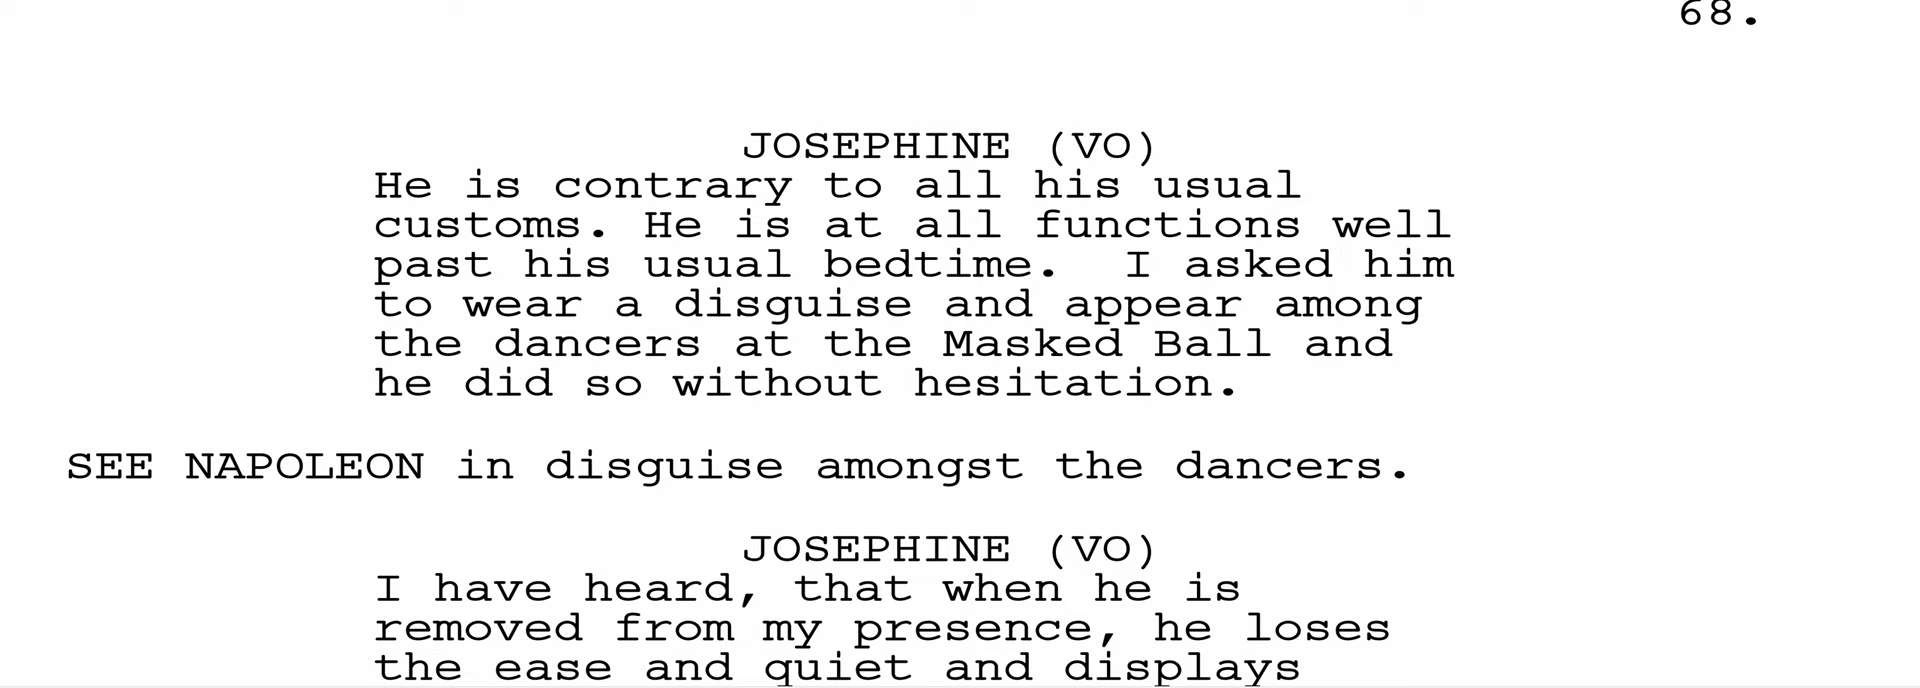 68.
JOSEPHINE (VO)
He is contrary to all his usual
customs. He is at all functions well
past his usual bedtime.  I asked him
to wear a disguise and appear among
the dancers at the Masked Ball and
he did so without hesitation.
SEE NAPOLEON in disguise amongst the dancers.
JOSEPHINE (VO)
I have heard, that when he is
removed from my presence, he loses
the ease and quiet and displays